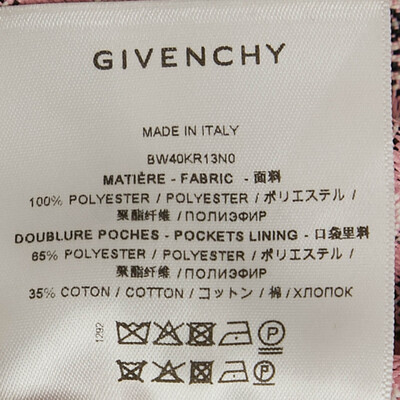 GIVENCHY
MADE IN ITALY
BW40KR13N0
MATIÈRE - FABRIC - 面料
100% POLYESTER / POLYESTER / ポリエステル /
聚酯纤维 / ПОЛИЭФИР
DOUBLURE POCHES - POCKETS LINING - 口袋里料
65% POLYESTER / POLYESTER / ポリエステル /
聚酯纤维 / ПОЛИЭФИР
35% COTON / COTTON / コットン / 棉 / ХЛОПОК
1292
P